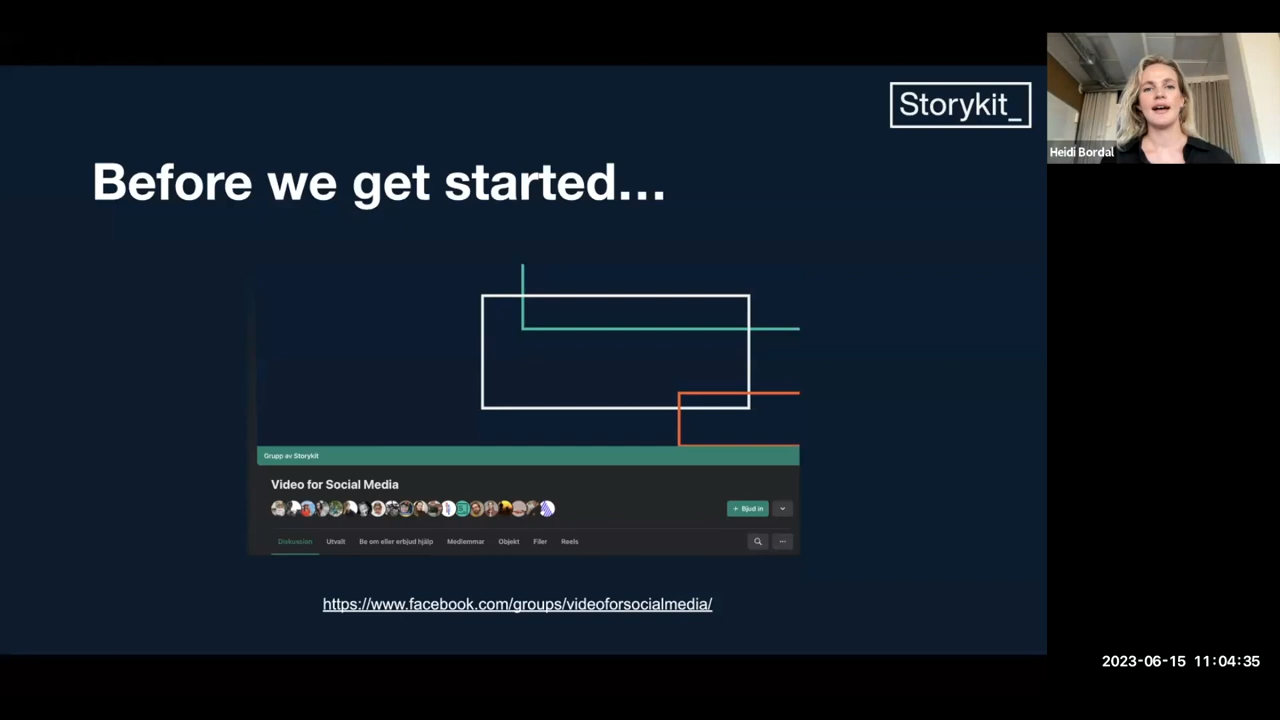 Storykit_
Heidi Bordal
Before we get started...
Grupp av Storykit
Video for Social Media
+ Bjud in
Diskussion Utvalt Be om eller erbjud hjälp Medlemmar Objekt Filer Reels
https://www.facebook.com/groups/videoforsocialmedia/
2023-06-15 11:04:35